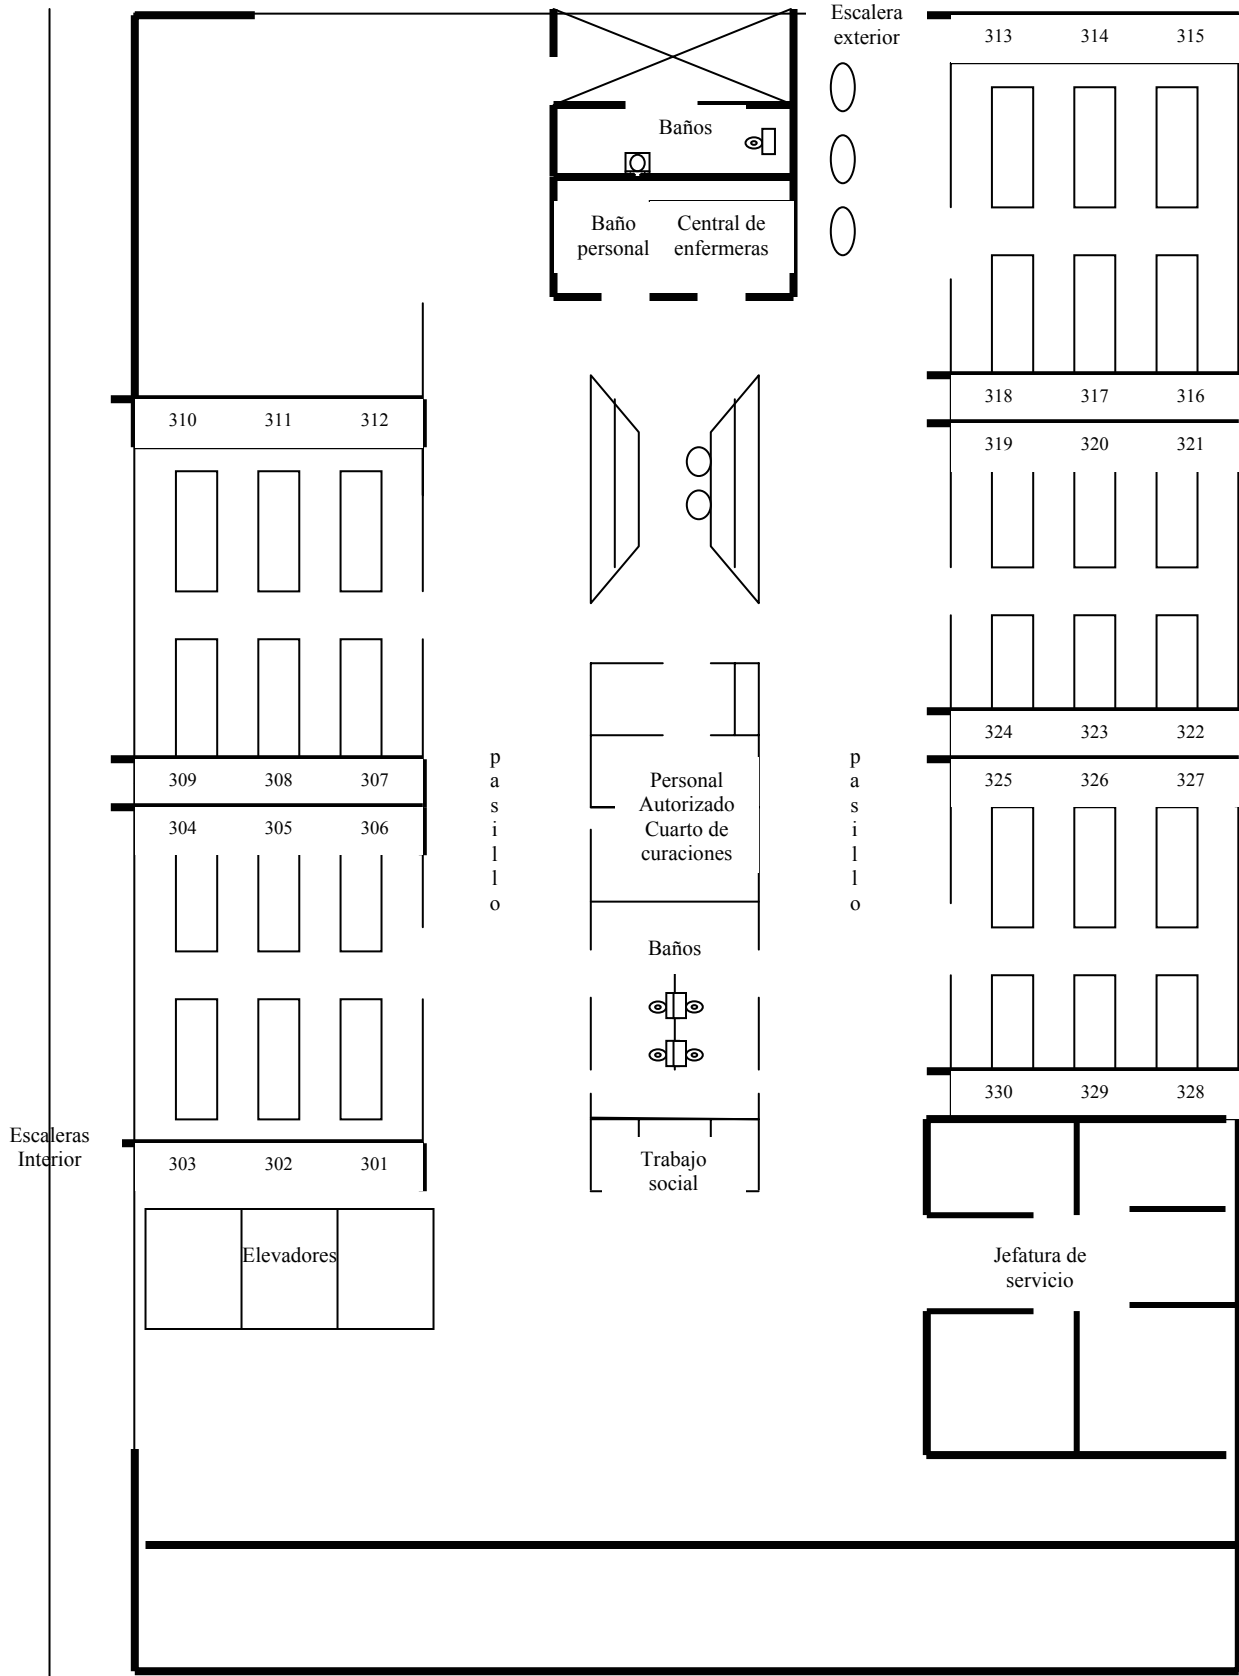 Escalera
exterior
313 314 315
Baños
Baño
personal
Central de
enfermeras
318 317 316
310 311 312
319 320 321
324 323 322
pasillo
pasillo
309 308 307
Personal
Autorizado
Cuarto de
curaciones
325 326 327
304 305 306
Baños
330 329 328
Escaleras
Interior
303 302 301
Trabajo
social
Elevadores
Jefatura de
servicio